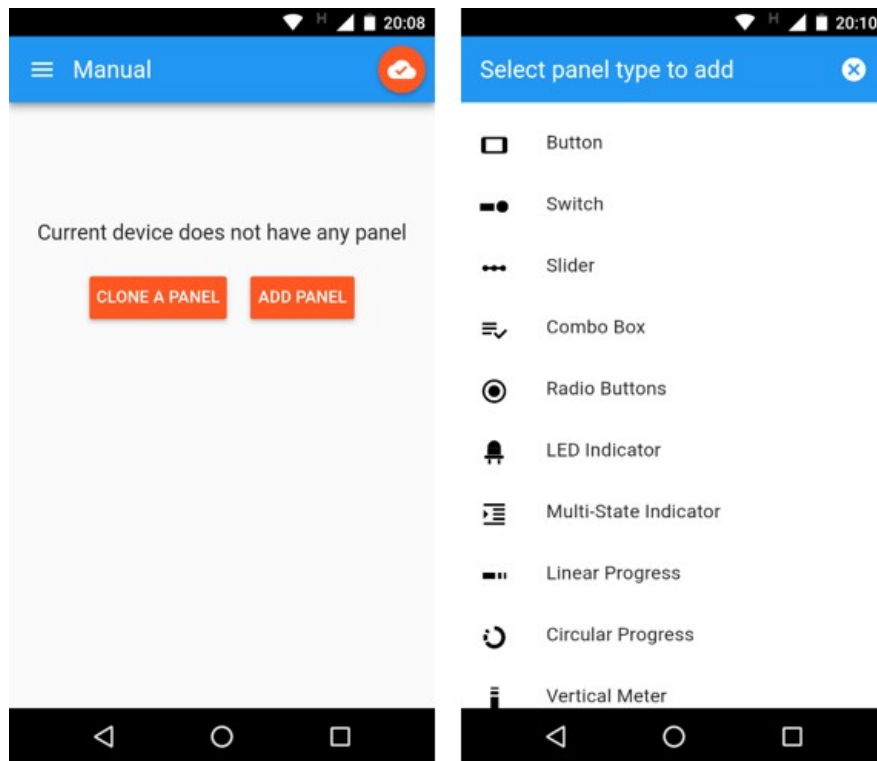 H 20:08
Manual
Current device does not have any panel
CLONE A PANEL ADD PANEL
H 20:10
Select panel type to add
Button
Switch
Slider
Combo Box
Radio Buttons
LED Indicator
Multi-State Indicator
Linear Progress
Circular Progress
Vertical Meter